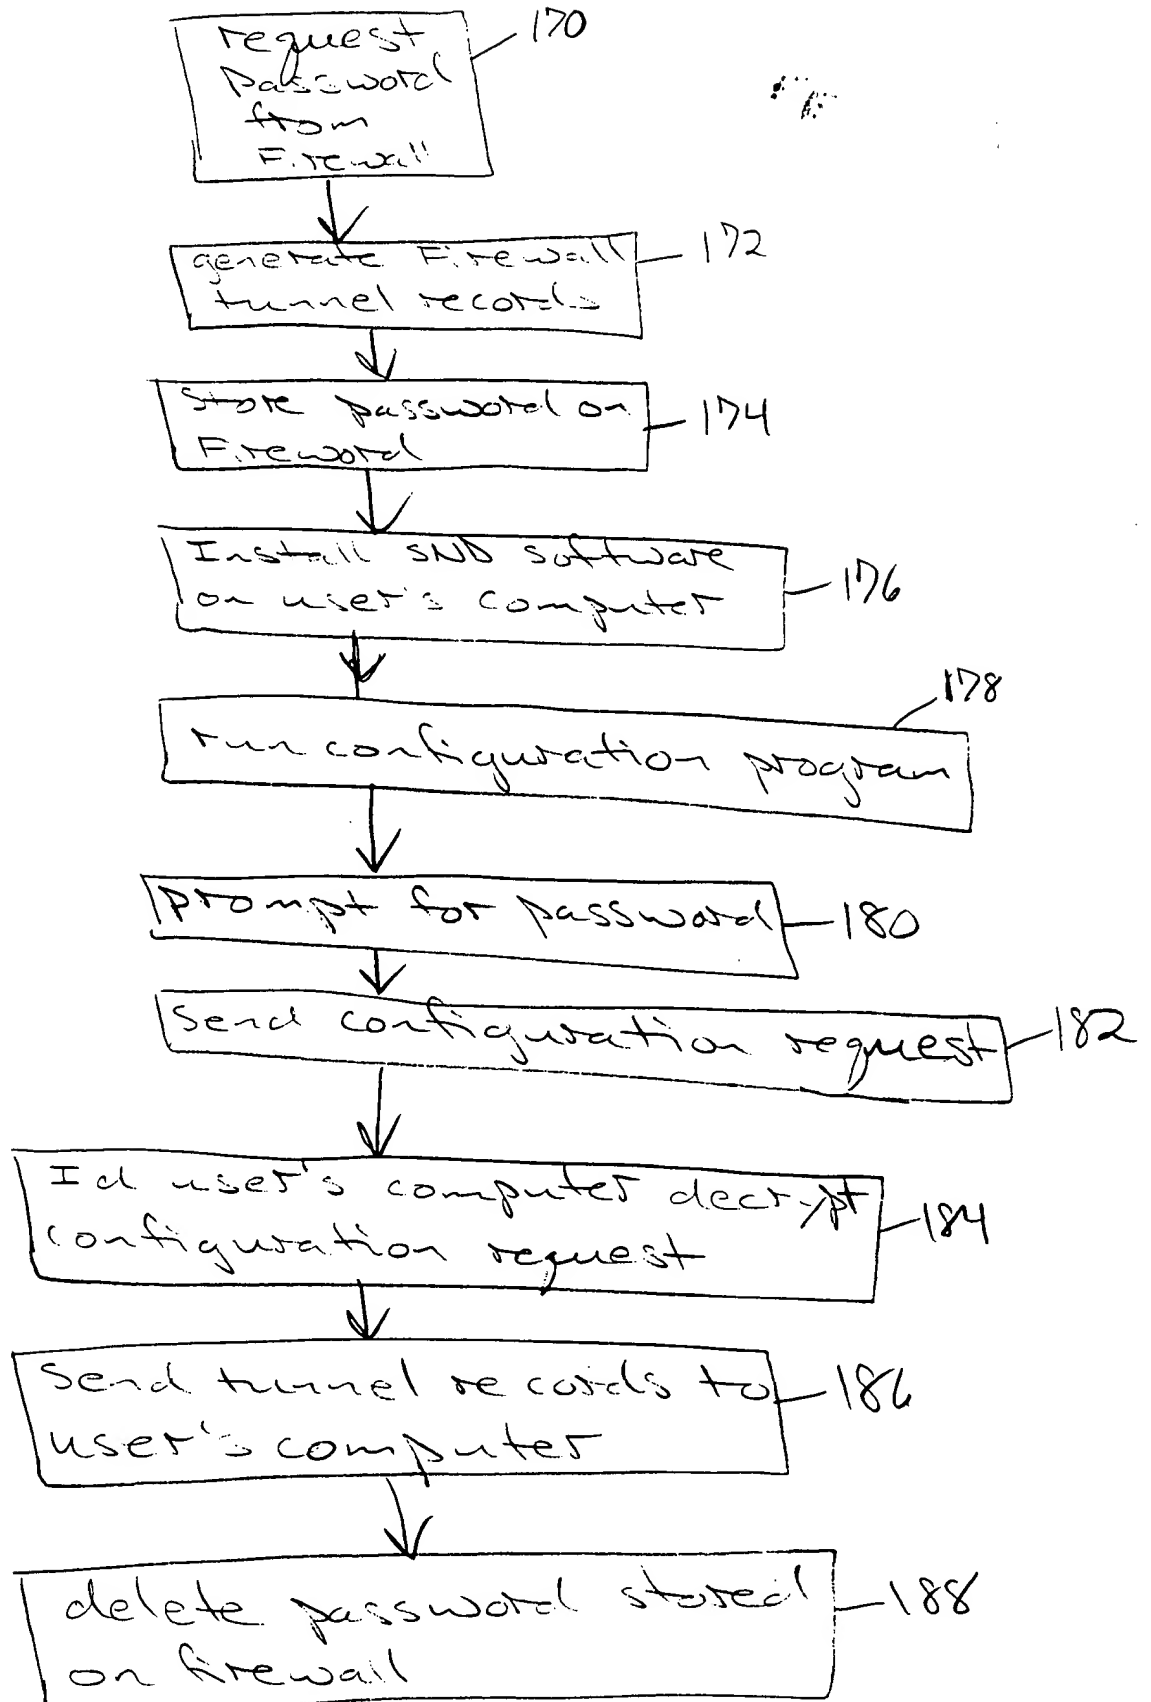 request
password
from
Firewall
170
generate Firewall
tunnel records
172
Store password on
Fireword
174
Install SND software
on user's computer
176
run configuration program
178
prompt for password
180
Send configuration request
182
Id user's computer decrypt
configuration request
184
Send tunnel records to
user's computer
186
delete password stored
on firewall
188